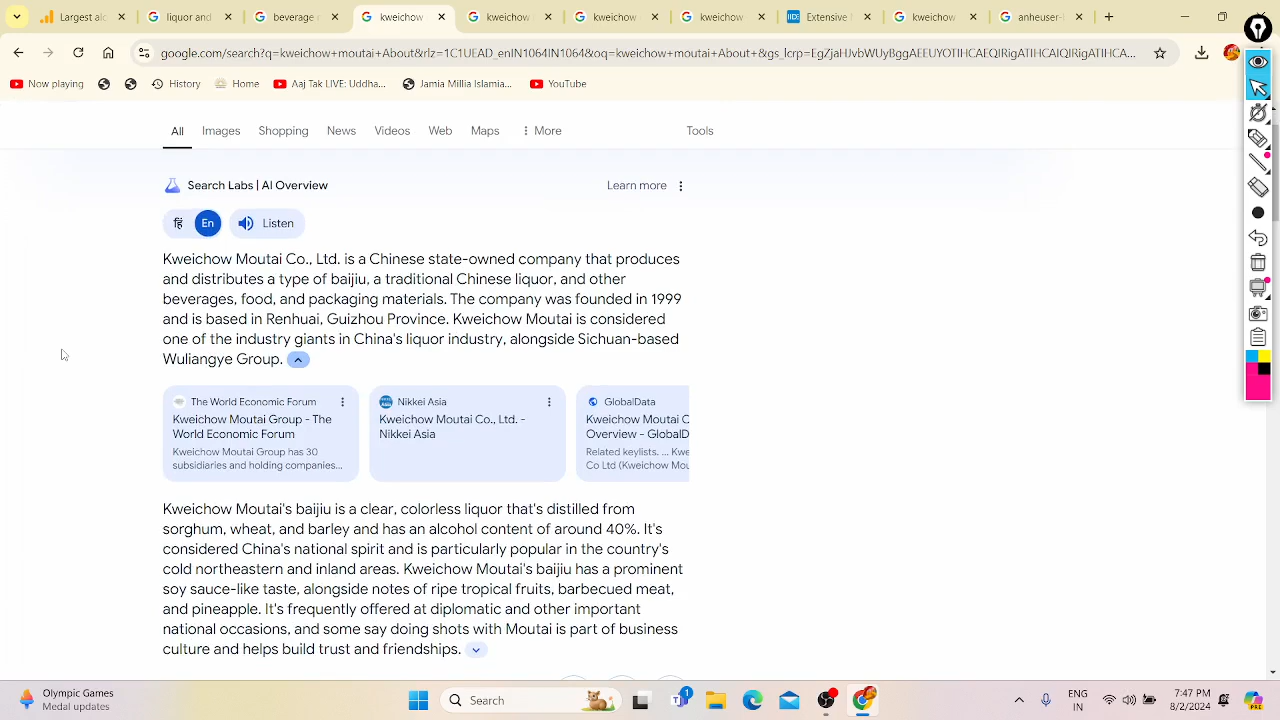 liquor and
beverage
kweichow
Largest alc
kweichow
kweichow
Extensive
kweichow
anheuser-
google.com/search?q=kweichow+moutai+About+&rlz=1C1UEAD_enIN1064IN1064&oq=kweichow+moutai+About+&gs_lcrp=
Now playing
History
Home
Aaj Tak LIVE: Uddha...
Jamia Millia Islamia...
YouTube
All
Images
Shopping
News
Videos
Web
Maps
More
Tools
Search Labs | AI Overview
Learn more
हिं
En
Listen
Kweichow Moutai Co., Ltd. is a Chinese state-owned company that produces
and distributes a type of baijiu, a traditional Chinese liquor, and other
beverages, food, and packaging materials. The company was founded in 1999
and is based in Renhuai, Guizhou Province. Kweichow Moutai is considered
one of the industry giants in China's liquor industry, alongside Sichuan-based
Wuliangye Group.
The World Economic Forum
Kweichow Moutai Group - The
World Economic Forum
Kweichow Moutai Group has 30
subsidiaries and holding companies...
Nikkei Asia
Kweichow Moutai Co., Ltd. -
Nikkei Asia
GlobalData
Kweichow Moutai C
Overview - GlobalD
Related keylists. ... Kwe
Co Ltd (Kweichow Mou
Kweichow Moutai's baijiu is a clear, colorless liquor that's distilled from
sorghum, wheat, and barley and has an alcohol content of around 40%. It's
considered China's national spirit and is particularly popular in the country's
cold northeastern and inland areas. Kweichow Moutai's baijiu has a prominent
soy sauce-like taste, alongside notes of ripe tropical fruits, barbecued meat,
and pineapple. It's frequently offered at diplomatic and other important
national occasions, and some say doing shots with Moutai is part of business
culture and helps build trust and friendships.
Olympic Games
Medal updates
Search
1
ENG
IN
7:47 PM
8/2/2024